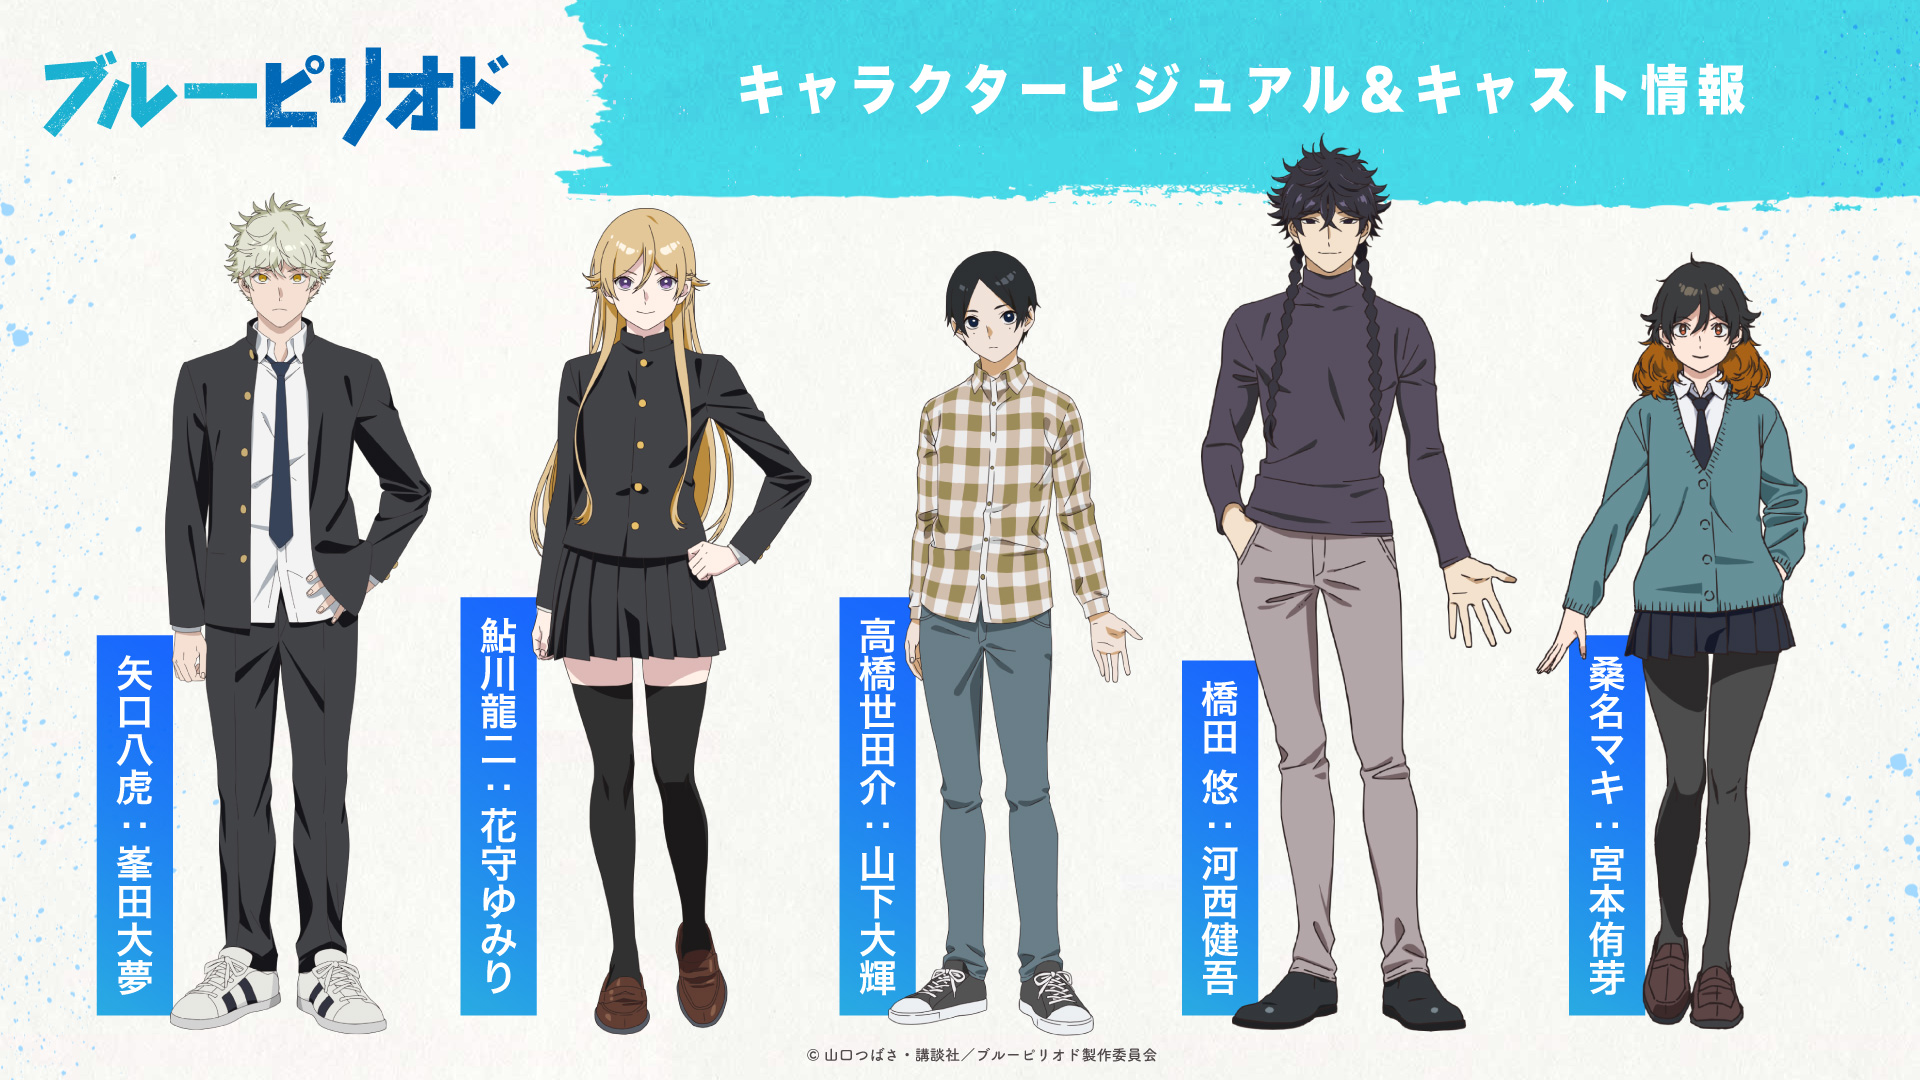 ブルーピリオド
キャラクタービジュアル&キャスト情報
矢口八虎：峯田大夢
鮎川龍二：花守ゆみり
高橋世田介：山下大輝
橋田 悠：河西健吾
桑名マキ：宮本侑芽
© 山口つばさ・講談社／ブルーピリオド製作委員会